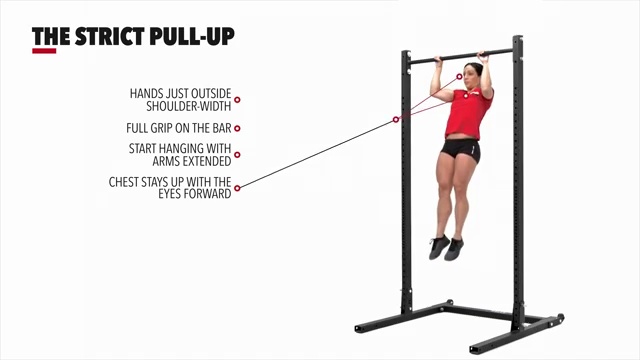 THE STRICT PULL-UP
HANDS JUST OUTSIDE
SHOULDER-WIDTH
FULL GRIP ON THE BAR
START HANGING WITH
ARMS EXTENDED
CHEST STAYS UP WITH THE
EYES FORWARD